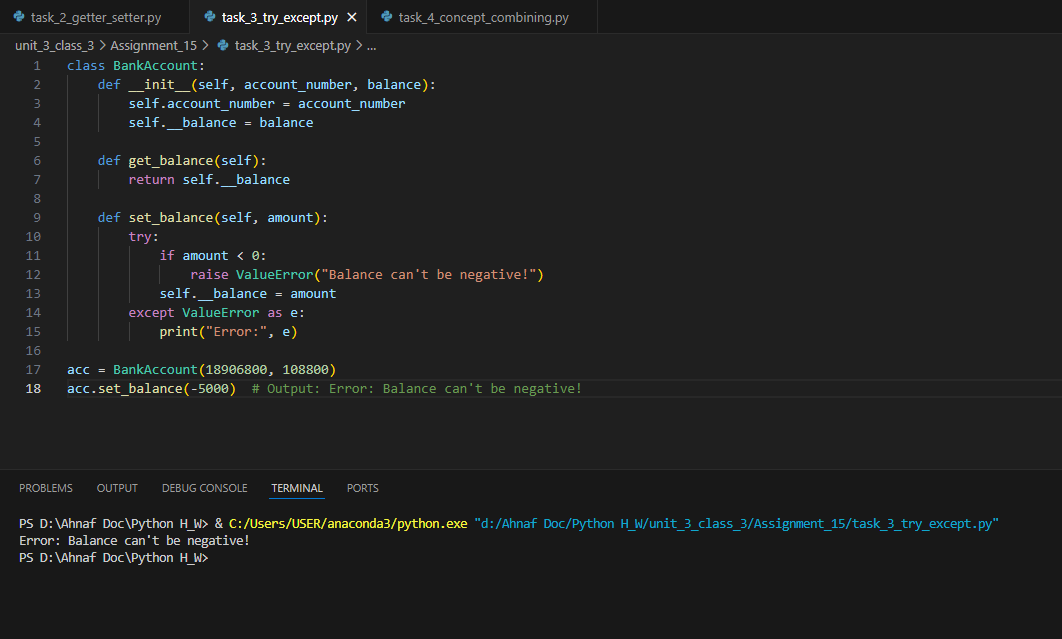 task_2_getter_setter.py task_3_try_except.py task_4_concept_combining.py
unit_3_class_3 > Assignment_15 > task_3_try_except.py > ...
1 class BankAccount:
2     def __init__(self, account_number, balance):
3         self.account_number = account_number
4         self.__balance = balance
5
6     def get_balance(self):
7         return self.__balance
8
9     def set_balance(self, amount):
10         try:
11             if amount < 0:
12                 raise ValueError("Balance can't be negative!")
13             self.__balance = amount
14         except ValueError as e:
15             print("Error:", e)
16
17 acc = BankAccount(18906800, 108800)
18 acc.set_balance(-5000)  # Output: Error: Balance can't be negative!
PROBLEMS OUTPUT DEBUG CONSOLE TERMINAL PORTS
PS D:\Ahnaf Doc\Python H_W> & C:/Users/USER/anaconda3/python.exe "d:/Ahnaf Doc/Python H_W/unit_3_class_3/Assignment_15/task_3_try_except.py"
Error: Balance can't be negative!
PS D:\Ahnaf Doc\Python H_W>